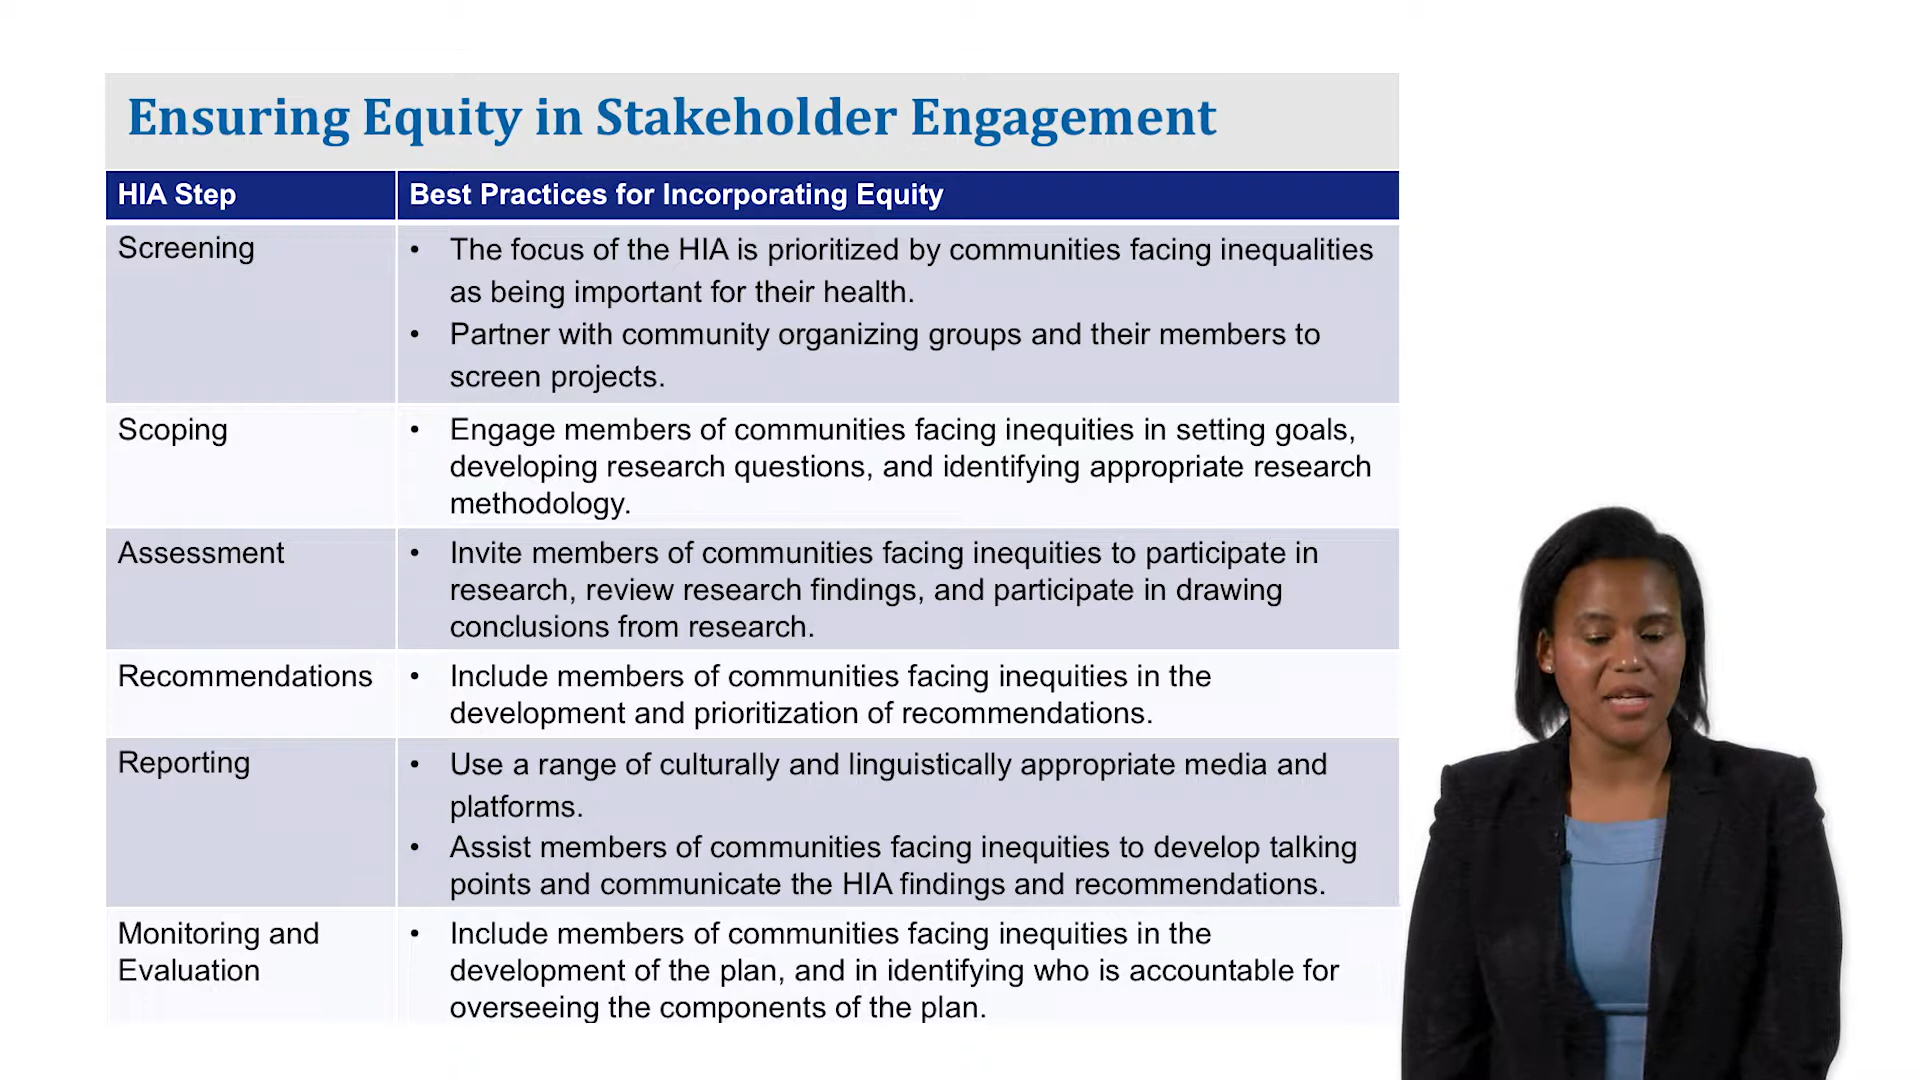 Ensuring Equity in Stakeholder Engagement
HIA Step
Best Practices for Incorporating Equity
Screening
• The focus of the HIA is prioritized by communities facing inequalities
as being important for their health.
• Partner with community organizing groups and their members to
screen projects.
Scoping
• Engage members of communities facing inequities in setting goals,
developing research questions, and identifying appropriate research
methodology.
Assessment
• Invite members of communities facing inequities to participate in
research, review research findings, and participate in drawing
conclusions from research.
Recommendations
• Include members of communities facing inequities in the
development and prioritization of recommendations.
Reporting
• Use a range of culturally and linguistically appropriate media and
platforms.
• Assist members of communities facing inequities to develop talking
points and communicate the HIA findings and recommendations.
Monitoring and
Evaluation
• Include members of communities facing inequities in the
development of the plan, and in identifying who is accountable for
overseeing the components of the plan.